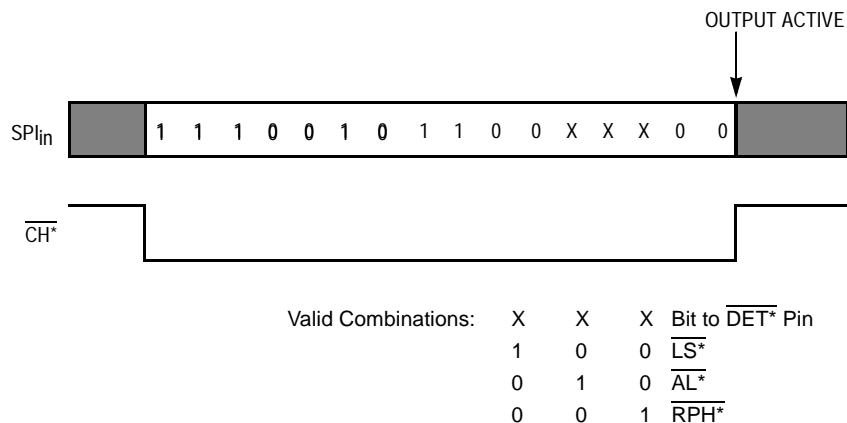 OUTPUT ACTIVE
SPIin 1 1 1 0 0 1 0 1 1 0 0 X X X 0 0
CH*
Valid Combinations: X X X Bit to DET* Pin
1 0 0 LS*
0 1 0 AL*
0 0 1 RPH*